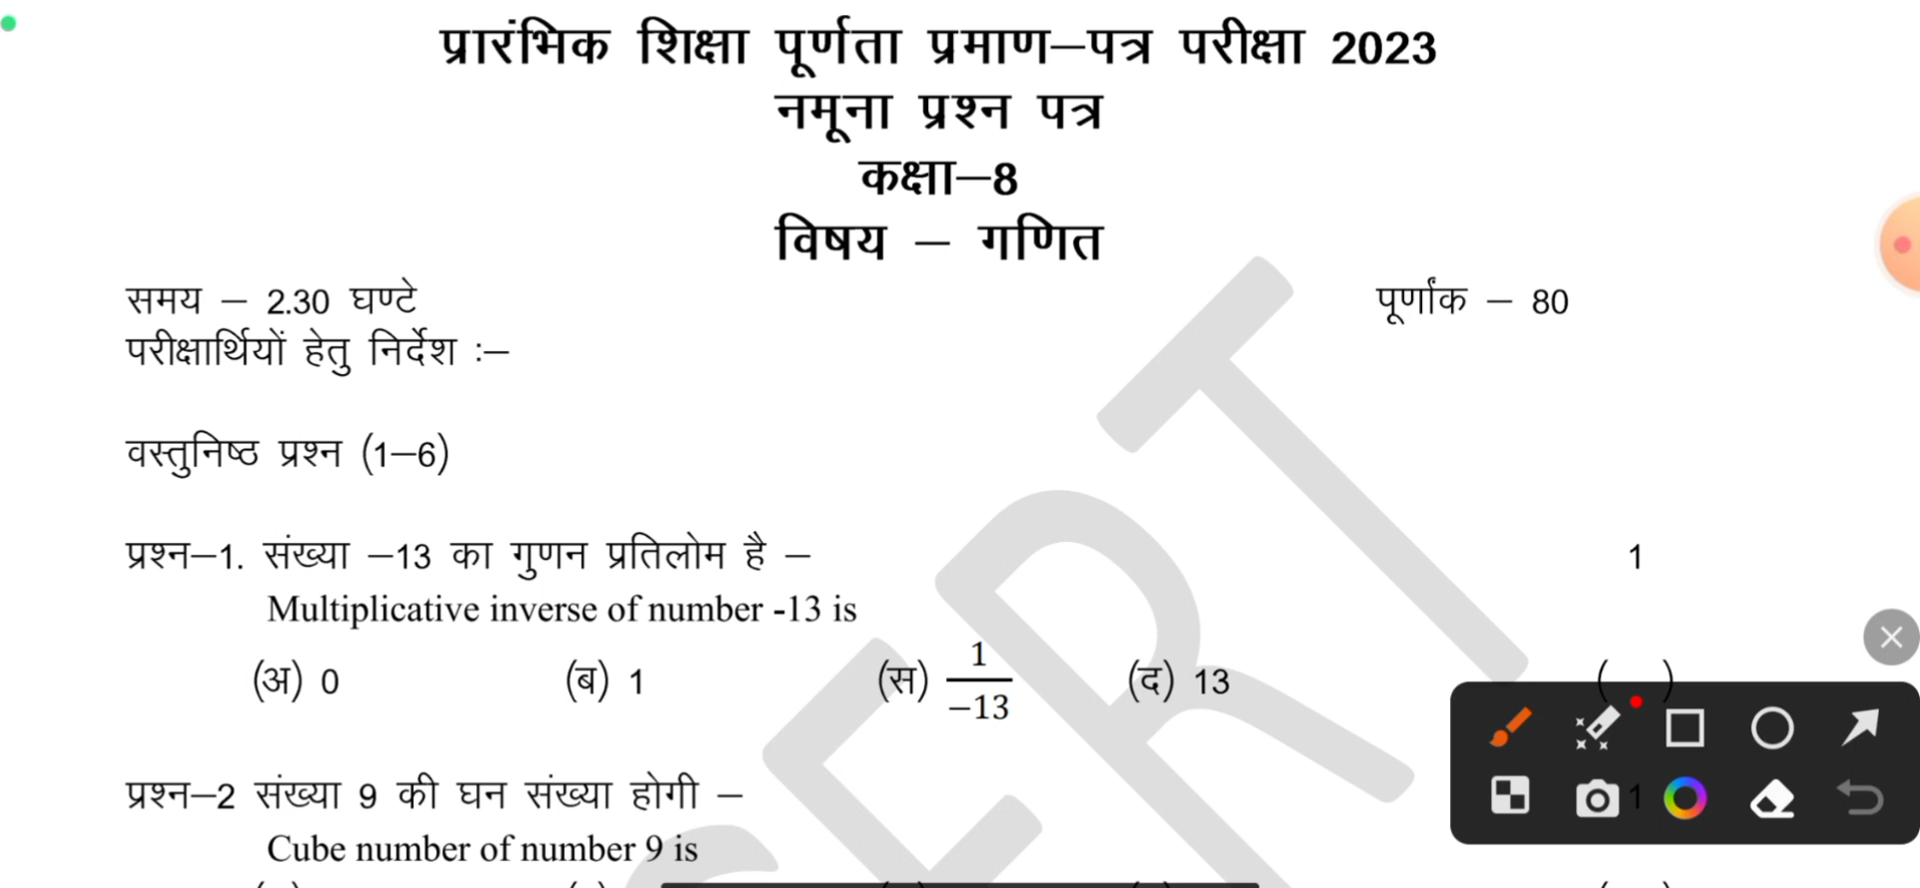 प्रारंभिक शिक्षा पूर्णता प्रमाण–पत्र परीक्षा 2023
नमूना प्रश्न पत्र
कक्षा–8
विषय – गणित
समय – 2.30 घण्टे पूर्णांक – 80
परीक्षार्थियों हेतु निर्देश :–
वस्तुनिष्ठ प्रश्न (1–6)
प्रश्न–1. संख्या –13 का गुणन प्रतिलोम है – 1
Multiplicative inverse of number -13 is
(अ) 0 (ब) 1 (स) 1/−13 (द) 13 ( )
प्रश्न–2 संख्या 9 की घन संख्या होगी – 1
Cube number of number 9 is
SERT